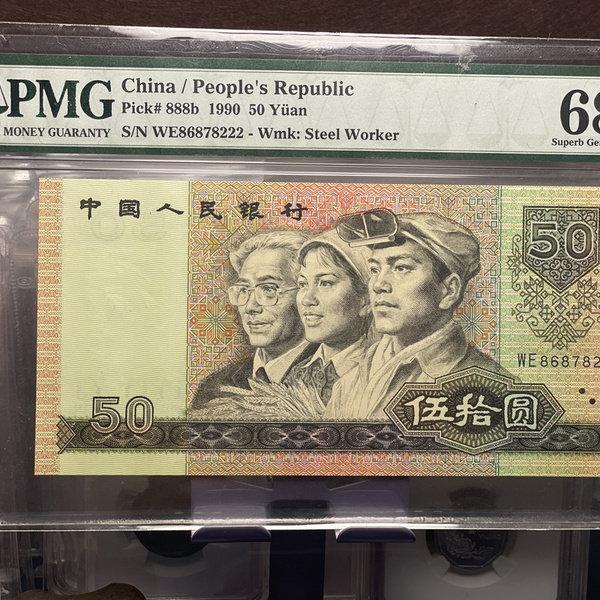 PMG
MONEY GUARANTY
China / People's Republic
Pick# 888b 1990 50 Yüan
S/N WE86878222 - Wmk: Steel Worker
68
Superb Ge
中国人民银行
50
WE868782
50
伍拾圆